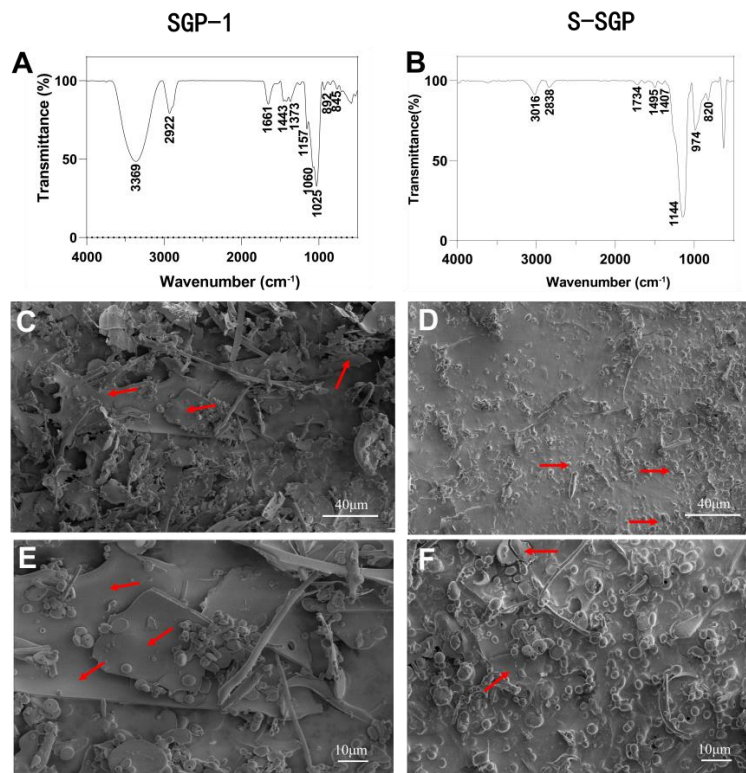 SGP-1
S-SGP
A
Transmittance (%)
100
50
0
3369
2922
1661
1443
1373
1157
1060
1025
892
845
4000
3000
2000
1000
Wavenumber (cm⁻¹)
B
Transmittance(%)
100
50
0
3016
2838
1734
1495
1407
1144
974
820
4000
3000
2000
1000
Wavenumber (cm⁻¹)
C
40μm
D
40μm
E
10μm
F
10μm